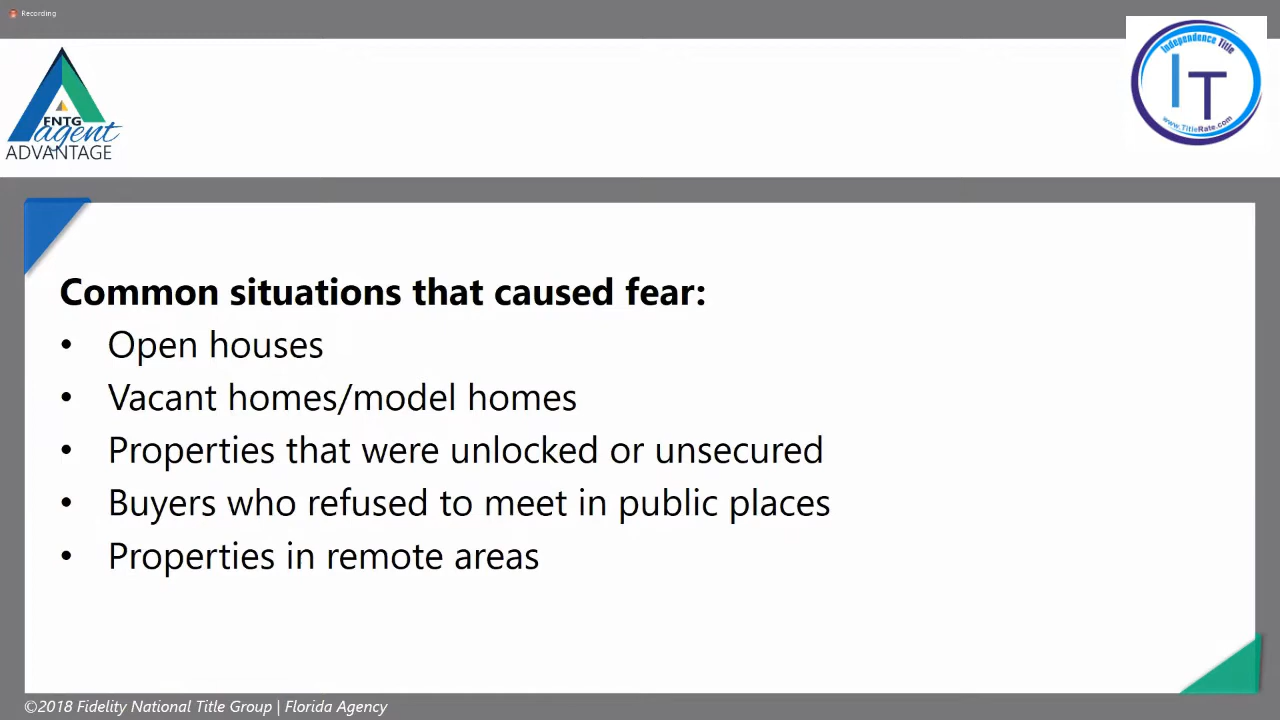 Recording
FNTG
agent
ADVANTAGE
Independence Title
IT
www.TitleRate.com
Common situations that caused fear:
• Open houses
• Vacant homes/model homes
• Properties that were unlocked or unsecured
• Buyers who refused to meet in public places
• Properties in remote areas
©2018 Fidelity National Title Group | Florida Agency